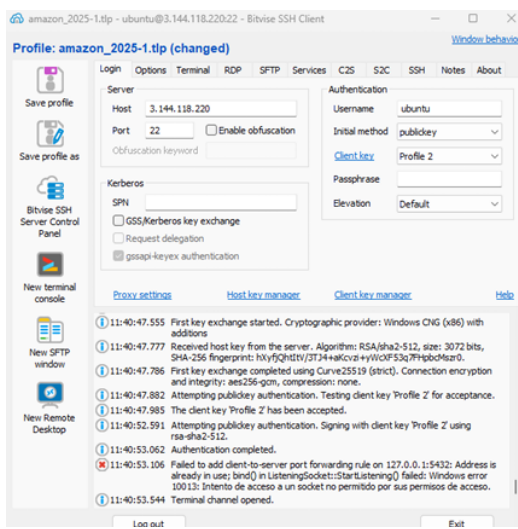 amazon_2025-1.tlp - ubuntu@3.144.118.220:22 - Bitvise SSH Client
Profile: amazon_2025-1.tlp (changed)
Window behavio
Save profile
Save profile as
Bitvise SSH
Server Control
Panel
New terminal
console
New SFTP
window
New Remote
Desktop
Login Options Terminal RDP SFTP Services C2S S2C SSH Notes About
Server
Host 3.144.118.220
Port 22 Enable obfuscation
Obfuscation keyword
Kerberos
SPN
GSS/Kerberos key exchange
Request delegation
gssapi-keyex authentication
Authentication
Username ubuntu
Initial method publickey
Client key Profile 2
Passphrase
Elevation Default
Proxy settings Host key manager Client key manager Help
11:40:47.555 First key exchange started. Cryptographic provider: Windows CNG (x86) with
additions
11:40:47.777 Received host key from the server. Algorithm: RSA/sha2-512, size: 3072 bits,
SHA-256 fingerprint:
11:40:47.786 First key exchange completed using Curve25519 (strict). Connection encryption
and integrity: aes256-gcm, compression: none.
11:40:47.882 Attempting publickey authentication. Testing client key 'Profile 2' for acceptance.
11:40:47.985 The client key 'Profile 2' has been accepted.
11:40:52.591 Attempting publickey authentication. Signing with client key 'Profile 2' using
rsa-sha2-512.
11:40:53.062 Authentication completed.
11:40:53.106 Failed to add client-to-server port forwarding rule on 127.0.0.1:5432: Address is
already in use; bind() in ListeningSocket::StartListening() failed: Windows error
10013: Intento de acceso a un socket no permitido por sus permisos de acceso.
11:40:53.544 Terminal channel opened.
Log out
Exit